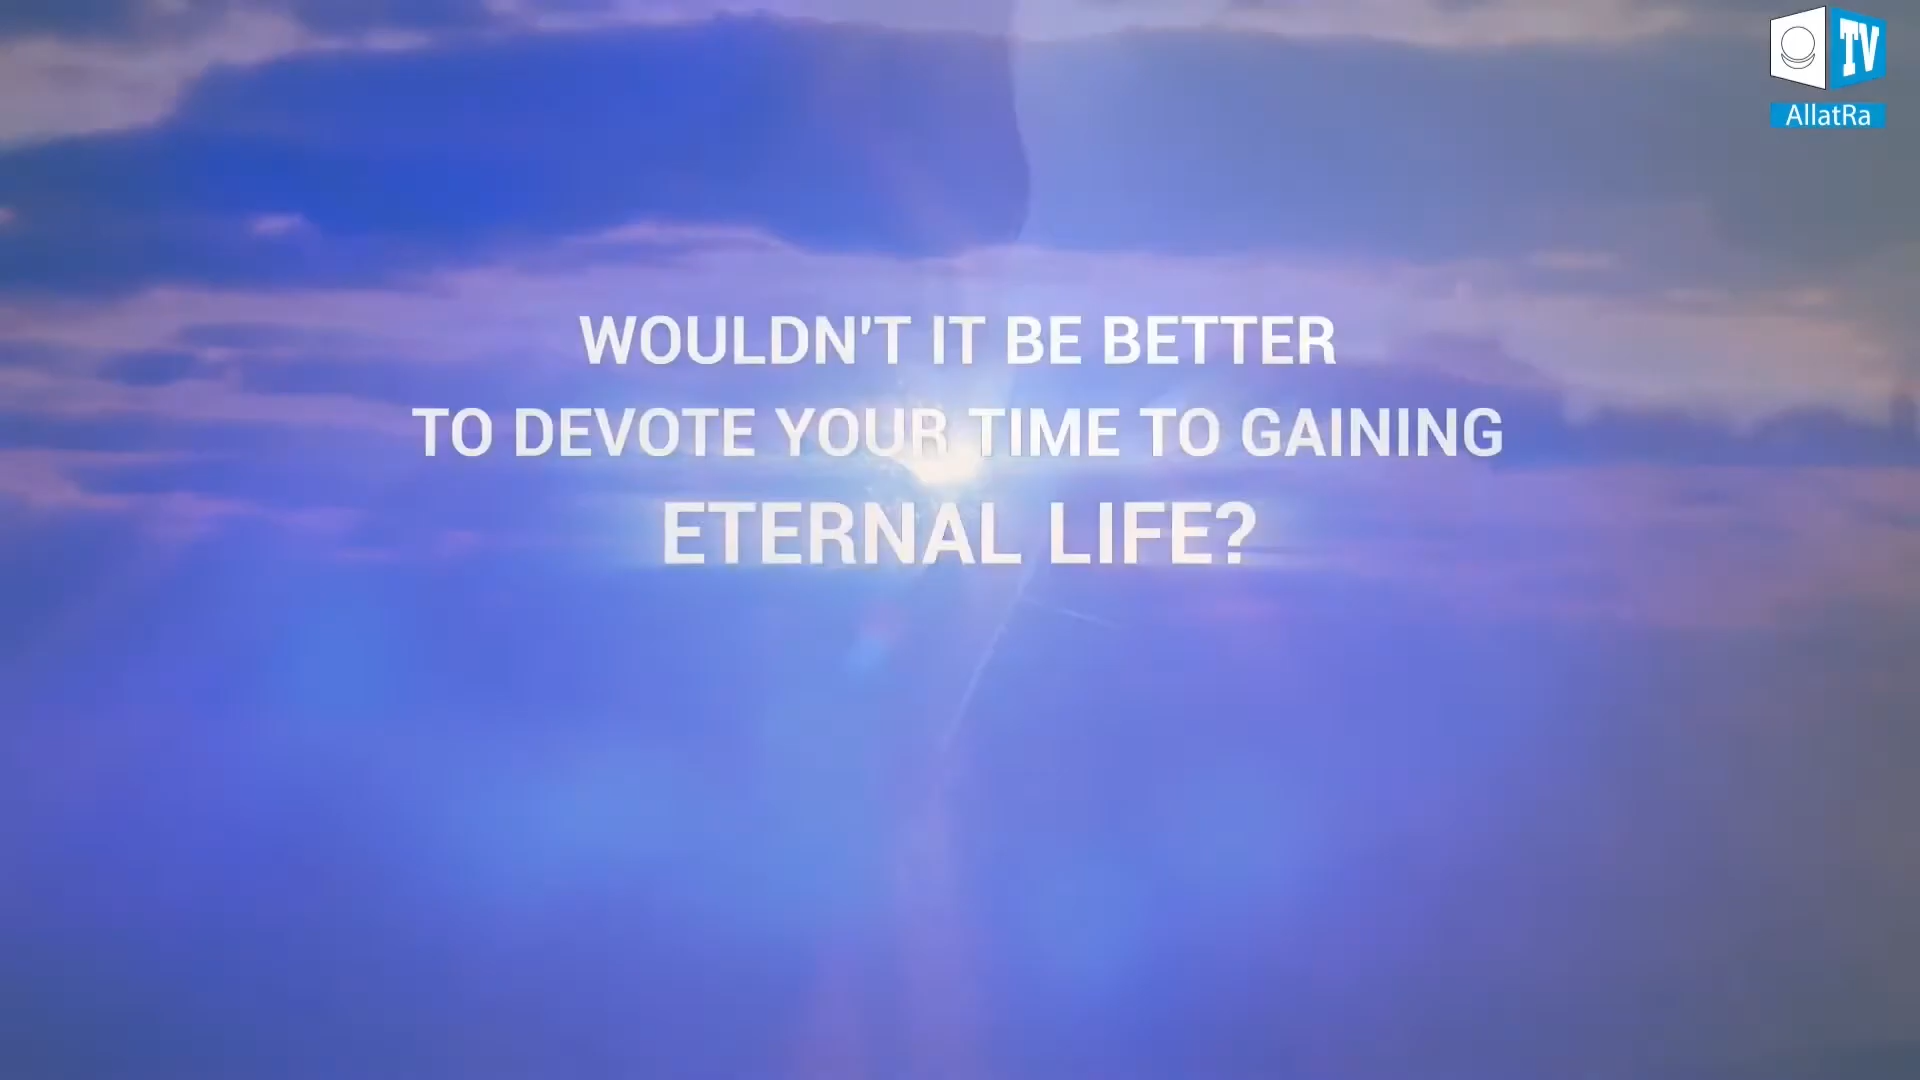 TV
AllatRa
WOULDN'T IT BE BETTER
TO DEVOTE YOUR TIME TO GAINING
ETERNAL LIFE?